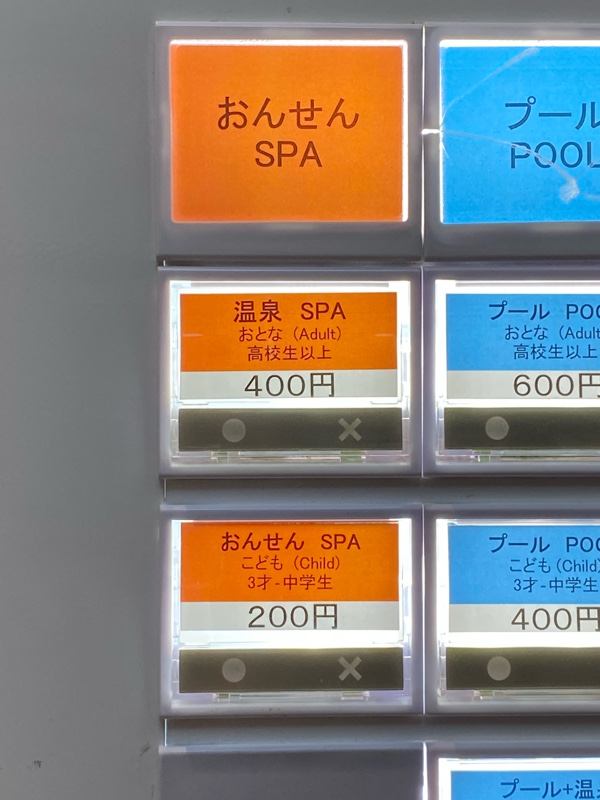 おんせん
SPA
プール
POOL
温泉 SPA
おとな (Adult)
高校生以上
400円
プール PO
おとな (Adul
高校生以上
600円
おんせん SPA
こども (Child)
3才-中学生
200円
プール PO
こども (Child)
3才-中学生
400円
プール+温